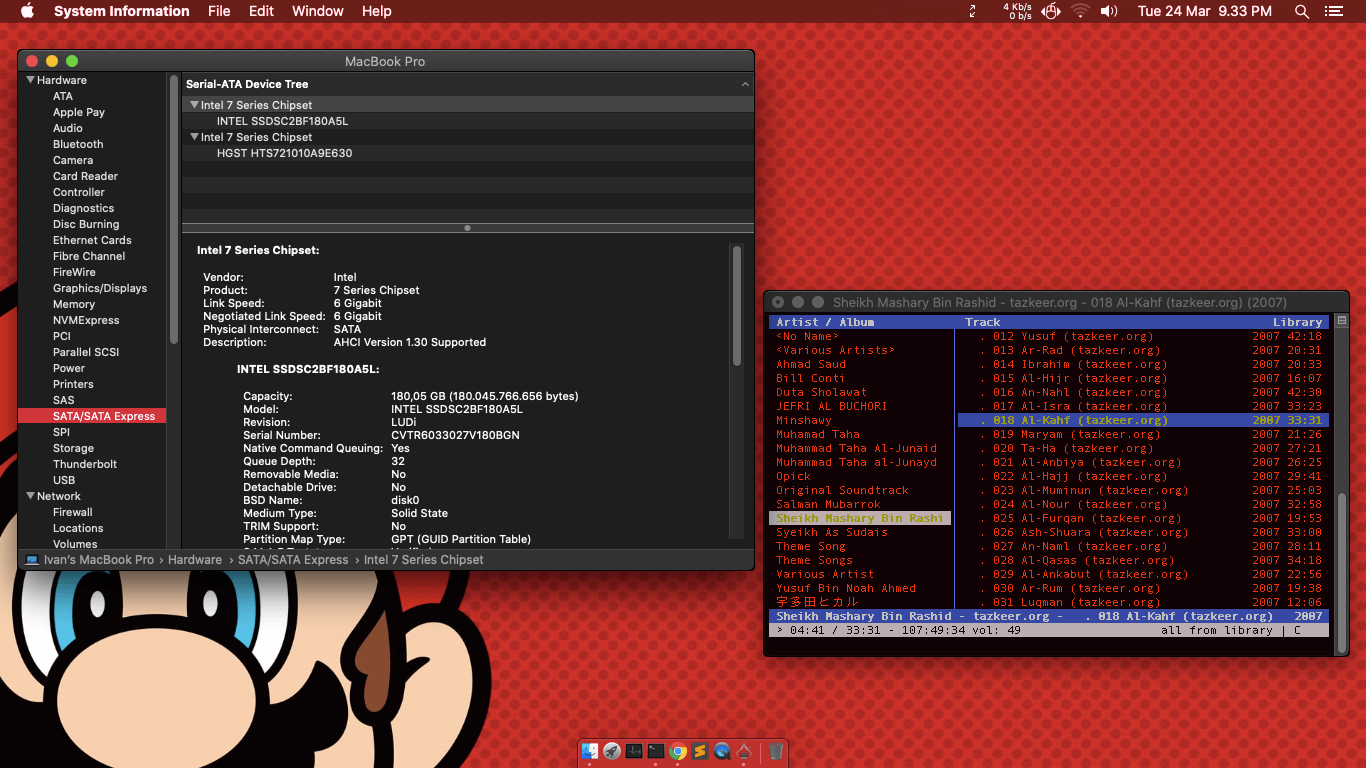 System Information File Edit Window Help 4 Kb/s 0 b/s Tue 24 Mar 9.33 PM
MacBook Pro
Hardware
ATA
Apple Pay
Audio
Bluetooth
Camera
Card Reader
Controller
Diagnostics
Disc Burning
Ethernet Cards
Fibre Channel
FireWire
Graphics/Displays
Memory
NVMExpress
PCI
Parallel SCSI
Power
Printers
SAS
SATA/SATA Express
SPI
Storage
Thunderbolt
USB
Network
Firewall
Locations
Volumes
Serial-ATA Device Tree
Intel 7 Series Chipset
INTEL SSDSC2BF180A5L
Intel 7 Series Chipset
HGST HTS721010A9E630
Intel 7 Series Chipset:
Vendor: Intel
Product: 7 Series Chipset
Link Speed: 6 Gigabit
Negotiated Link Speed: 6 Gigabit
Physical Interconnect: SATA
Description: AHCI Version 1.30 Supported
INTEL SSDSC2BF180A5L:
Capacity: 180,05 GB (180.045.766.656 bytes)
Model: INTEL SSDSC2BF180A5L
Revision: LUDi
Serial Number: CVTR6033027V180BGN
Native Command Queuing: Yes
Queue Depth: 32
Removable Media: No
Detachable Drive: No
BSD Name: disk0
Medium Type: Solid State
TRIM Support: No
Partition Map Type: GPT (GUID Partition Table)
Ivan's MacBook Pro › Hardware › SATA/SATA Express › Intel 7 Series Chipset
Sheikh Mashary Bin Rashid - tazkeer.org - 018 Al-Kahf (tazkeer.org) (2007)
Artist / Album Track Library
<No Name> . 012 Yusuf (tazkeer.org) 2007 42:18
<Various Artists> . 013 Ar-Rad (tazkeer.org) 2007 20:31
Ahmad Saud . 014 Ibrahim (tazkeer.org) 2007 20:33
Bill Conti . 015 Al-Hijr (tazkeer.org) 2007 16:07
Duta Sholawat . 016 An-Nahl (tazkeer.org) 2007 42:30
JEFRI AL BUCHORI . 017 Al-Isra (tazkeer.org) 2007 33:23
Minshawy . 018 Al-Kahf (tazkeer.org) 2007 33:31
Muhamad Taha . 019 Maryam (tazkeer.org) 2007 21:26
Muhammad Taha Al-Junaid . 020 Ta-Ha (tazkeer.org) 2007 27:21
Muhammad Taha al-Junayd . 021 Al-Anbiya (tazkeer.org) 2007 26:25
Opick . 022 Al-Hajj (tazkeer.org) 2007 29:41
Original Soundtrack . 023 Al-Muminun (tazkeer.org) 2007 25:03
Salman Mubarrok . 024 Al-Nour (tazkeer.org) 2007 32:58
Sheikh Mashary Bin Rashi . 025 Al-Furqan (tazkeer.org) 2007 19:53
Syeikh As Sudais . 026 Ash-Shuara (tazkeer.org) 2007 33:00
Theme Song . 027 An-Naml (tazkeer.org) 2007 28:11
Theme Songs . 028 Al-Qasas (tazkeer.org) 2007 34:18
Various Artist . 029 Al-Ankabut (tazkeer.org) 2007 22:56
Yusuf Bin Noah Ahmed . 030 Ar-Rum (tazkeer.org) 2007 19:38
宇多田ヒカル . 031 Luqman (tazkeer.org) 2007 12:06
Sheikh Mashary Bin Rashid - tazkeer.org - . 018 Al-Kahf (tazkeer.org) 2007
> 04:41 / 33:31 - 107:49:34 vol: 49 all from library | C